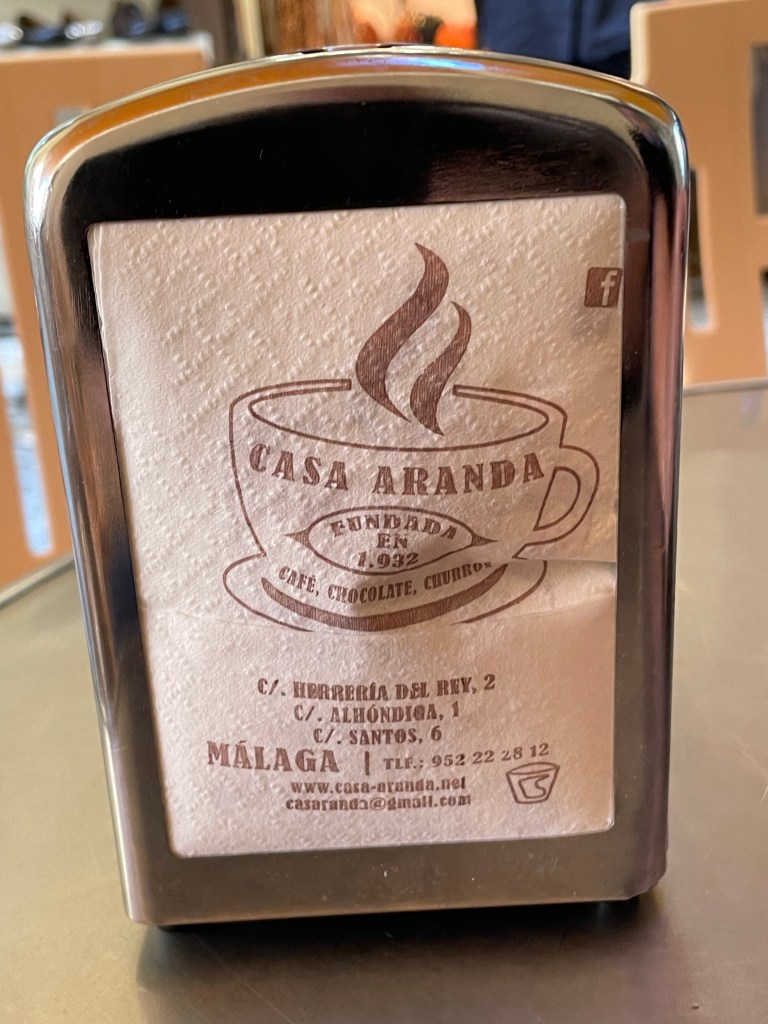 f
CASA ARANDA
FUNDADA
EN
1.932
CAFÉ, CHOCOLATE, CHURROS
C/. HERRERÍA DEL REY, 2
C/. ALHÓNDIGA, 1
C/. SANTOS, 6
MÁLAGA | TLF.: 952 22 28 12
www.casa-aranda.net
casaranda@gmail.com